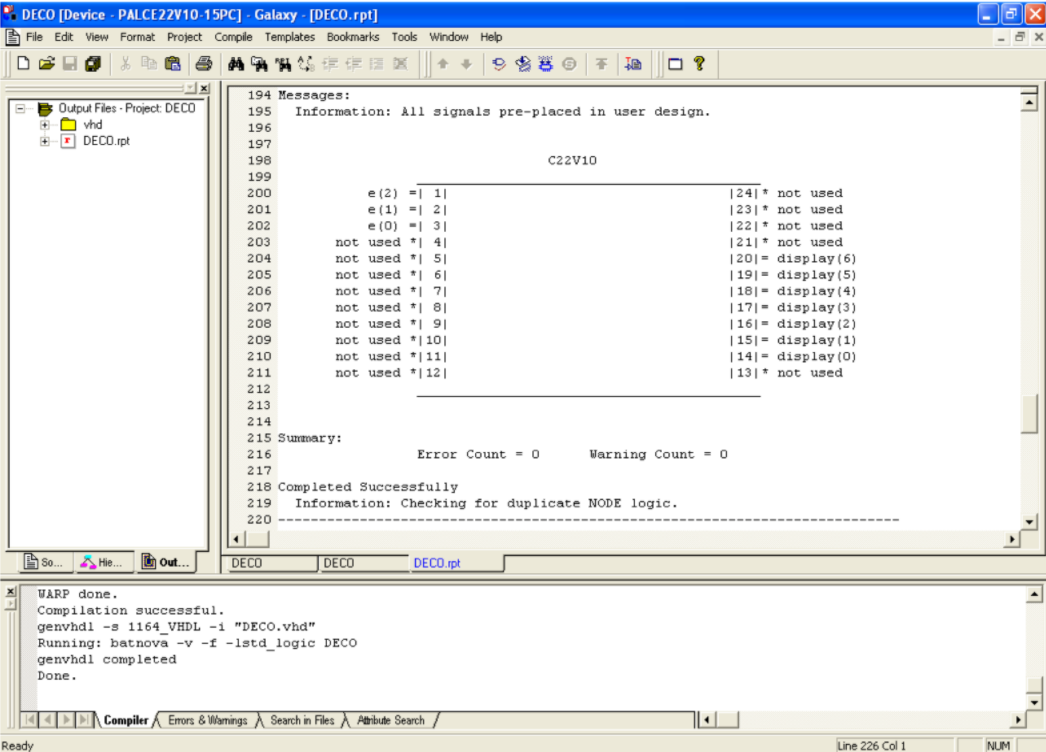 DECO [Device - PALCE22V10-15PC] - Galaxy - [DECO.rpt]
File Edit View Format Project Compile Templates Bookmarks Tools Window Help
Output Files - Project: DECO
vhd
DECO.rpt
194 Messages:
195 Information: All signals pre-placed in user design.
196
197
198 C22V10
199
200 e(2) =| 1| |24|* not used
201 e(1) =| 2| |23|* not used
202 e(0) =| 3| |22|* not used
203 not used *| 4| |21|* not used
204 not used *| 5| |20|= display(6)
205 not used *| 6| |19|= display(5)
206 not used *| 7| |18|= display(4)
207 not used *| 8| |17|= display(3)
208 not used *| 9| |16|= display(2)
209 not used *|10| |15|= display(1)
210 not used *|11| |14|= display(0)
211 not used *|12| |13|* not used
212
213
214
215 Summary:
216 Error Count = 0 Warning Count = 0
217
218 Completed Successfully
219 Information: Checking for duplicate NODE logic.
220 ----------------------------------------------------------------------------
So... Hie... Out...
DECO DECO DECO.rpt
WARP done.
Compilation successful.
genvhdl -s 1164_VHDL -i "DECO.vhd"
Running: batnova -v -f -lstd_logic DECO
genvhdl completed
Done.
Compiler Errors & Warnings Search in Files Attribute Search
Ready Line 226 Col 1 NUM